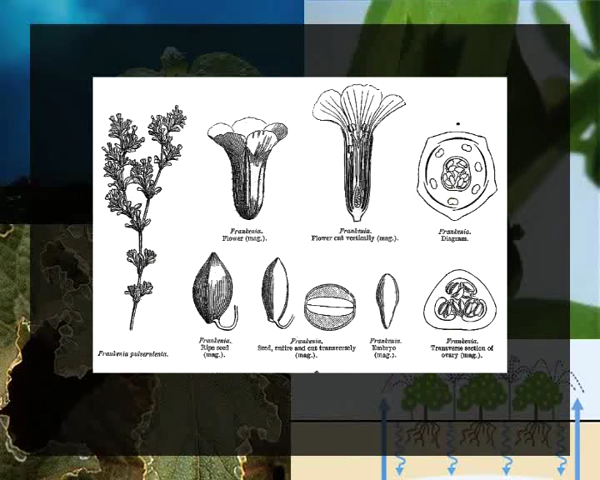 Frankenia.
Flower (mag.).
Frankenia.
Flower cut vertically (mag.).
Frankenia.
Diagram.
Frankenia pulverulenta.
Frankenia.
Ripe seed
(mag.).
Frankenia.
Seed, entire and cut transversely
(mag.).
Frankenia.
Embryo
(mag.).
Frankenia.
Transverse section of
ovary (mag.).